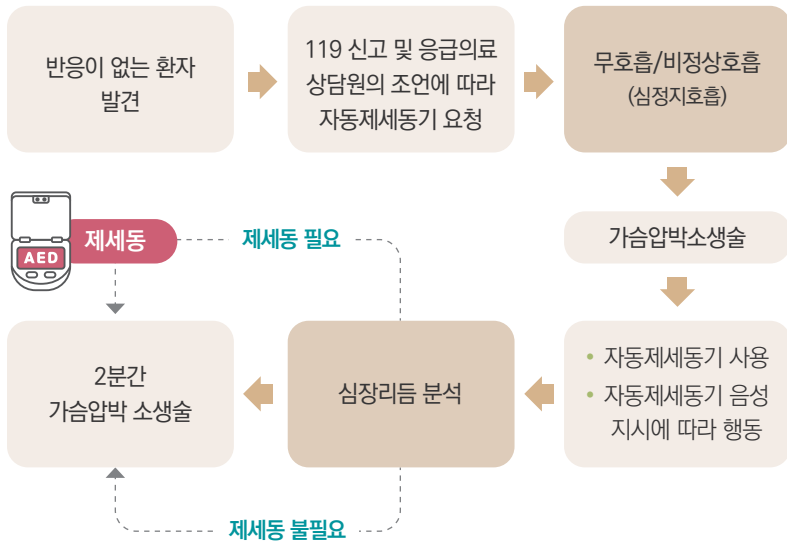 반응이 없는 환자
발견
119 신고 및 응급의료
상담원의 조언에 따라
자동제세동기 요청
무호흡/비정상호흡
(심정지호흡)
가슴압박소생술
• 자동제세동기 사용
• 자동제세동기 음성
지시에 따라 행동
심장리듬 분석
제세동 필요
제세동
AED
제세동 불필요
2분간
가슴압박 소생술